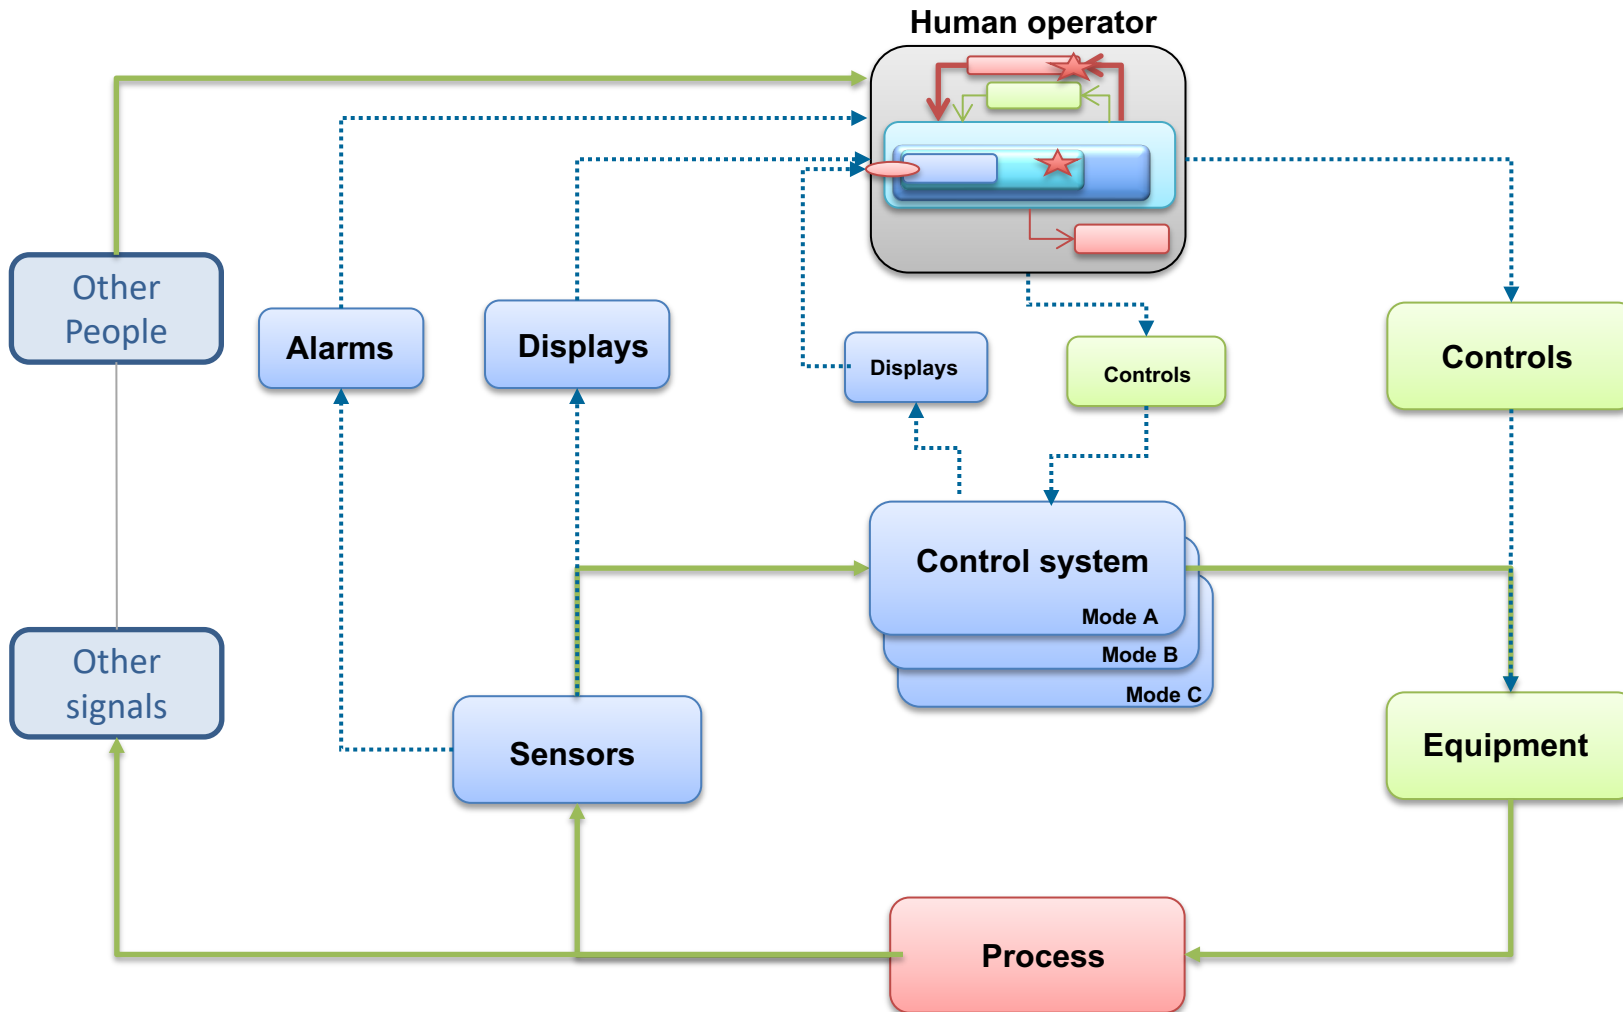 Human operator
Other
People
Alarms
Displays
Displays
Controls
Controls
Control system
Mode A
Mode B
Mode C
Other
signals
Sensors
Equipment
Process